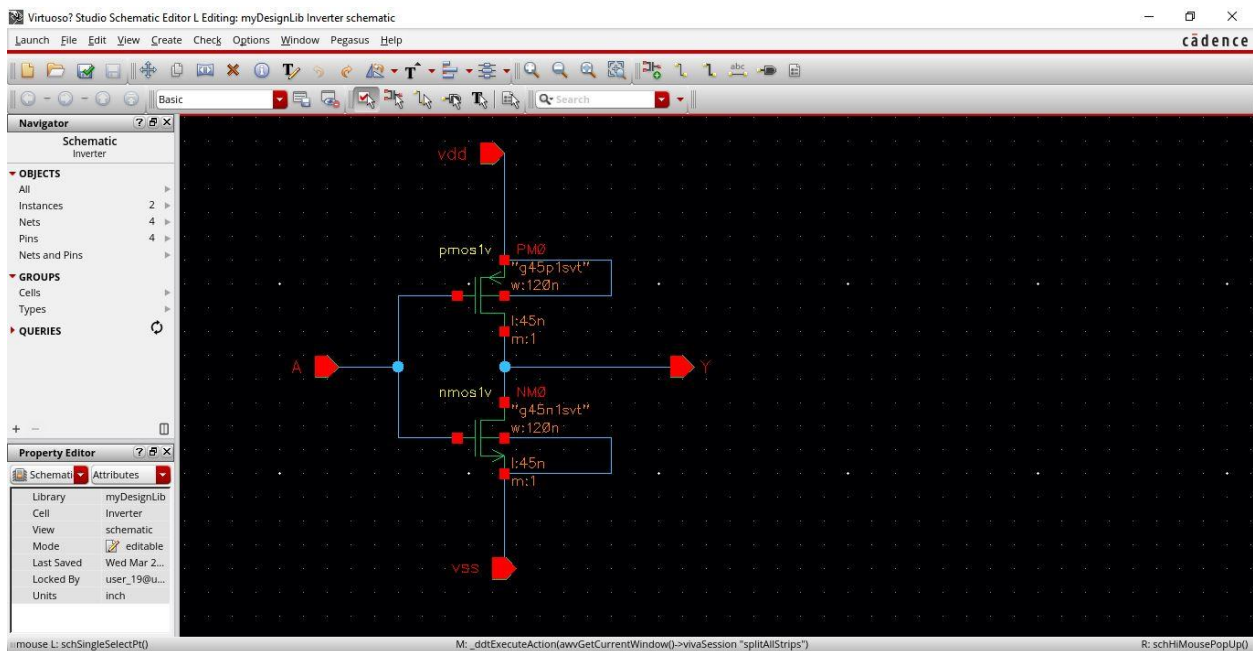 Virtuoso? Studio Schematic Editor L Editing: myDesignLib Inverter schematic
Launch File Edit View Create Check Options Window Pegasus Help
cādence
Basic
Search
Navigator
Schematic
Inverter
OBJECTS
All
Instances 2
Nets 4
Pins 4
Nets and Pins
GROUPS
Cells
Types
QUERIES
Property Editor
Schemati Attributes
Library myDesignLib
Cell Inverter
View schematic
Mode editable
Last Saved Wed Mar 2...
Locked By user_19@u...
Units inch
vdd
pmos1v PM0
"g45p1svt"
w:120n
l:45n
m:1
A
Y
nmos1v NM0
"g45n1svt"
w:120n
l:45n
m:1
vss
mouse L: schSingleSelectPt() M: _ddtExecuteAction(awvGetCurrentWindow()->vivaSession "splitAllStrips") R: schHiMousePopUp()